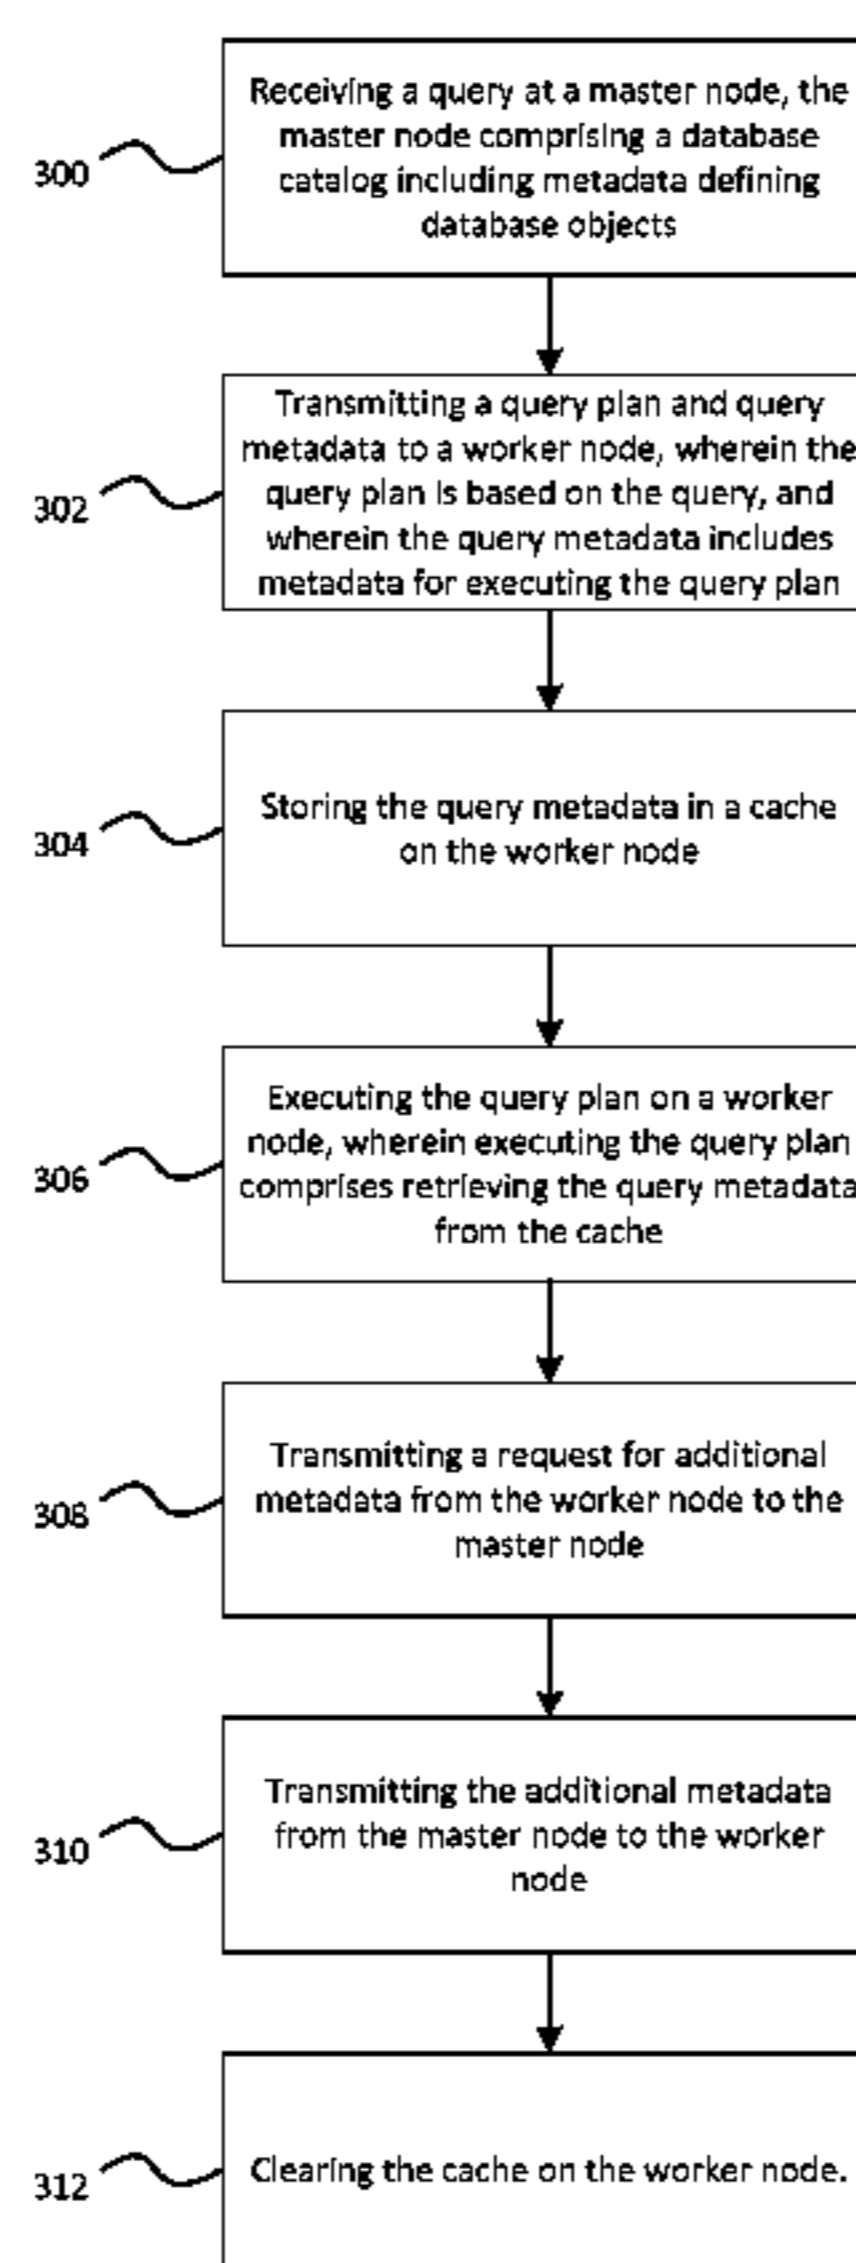 Receiving a query at a master node, the
master node comprising a database
catalog including metadata defining
database objects
300
Transmitting a query plan and query
metadata to a worker node, wherein the
query plan is based on the query, and
wherein the query metadata includes
metadata for executing the query plan
302
Storing the query metadata in a cache
on the worker node
304
Executing the query plan on a worker
node, wherein executing the query plan
comprises retrieving the query metadata
from the cache
306
Transmitting a request for additional
metadata from the worker node to the
master node
308
Transmitting the additional metadata
from the master node to the worker
node
310
Clearing the cache on the worker node.
312